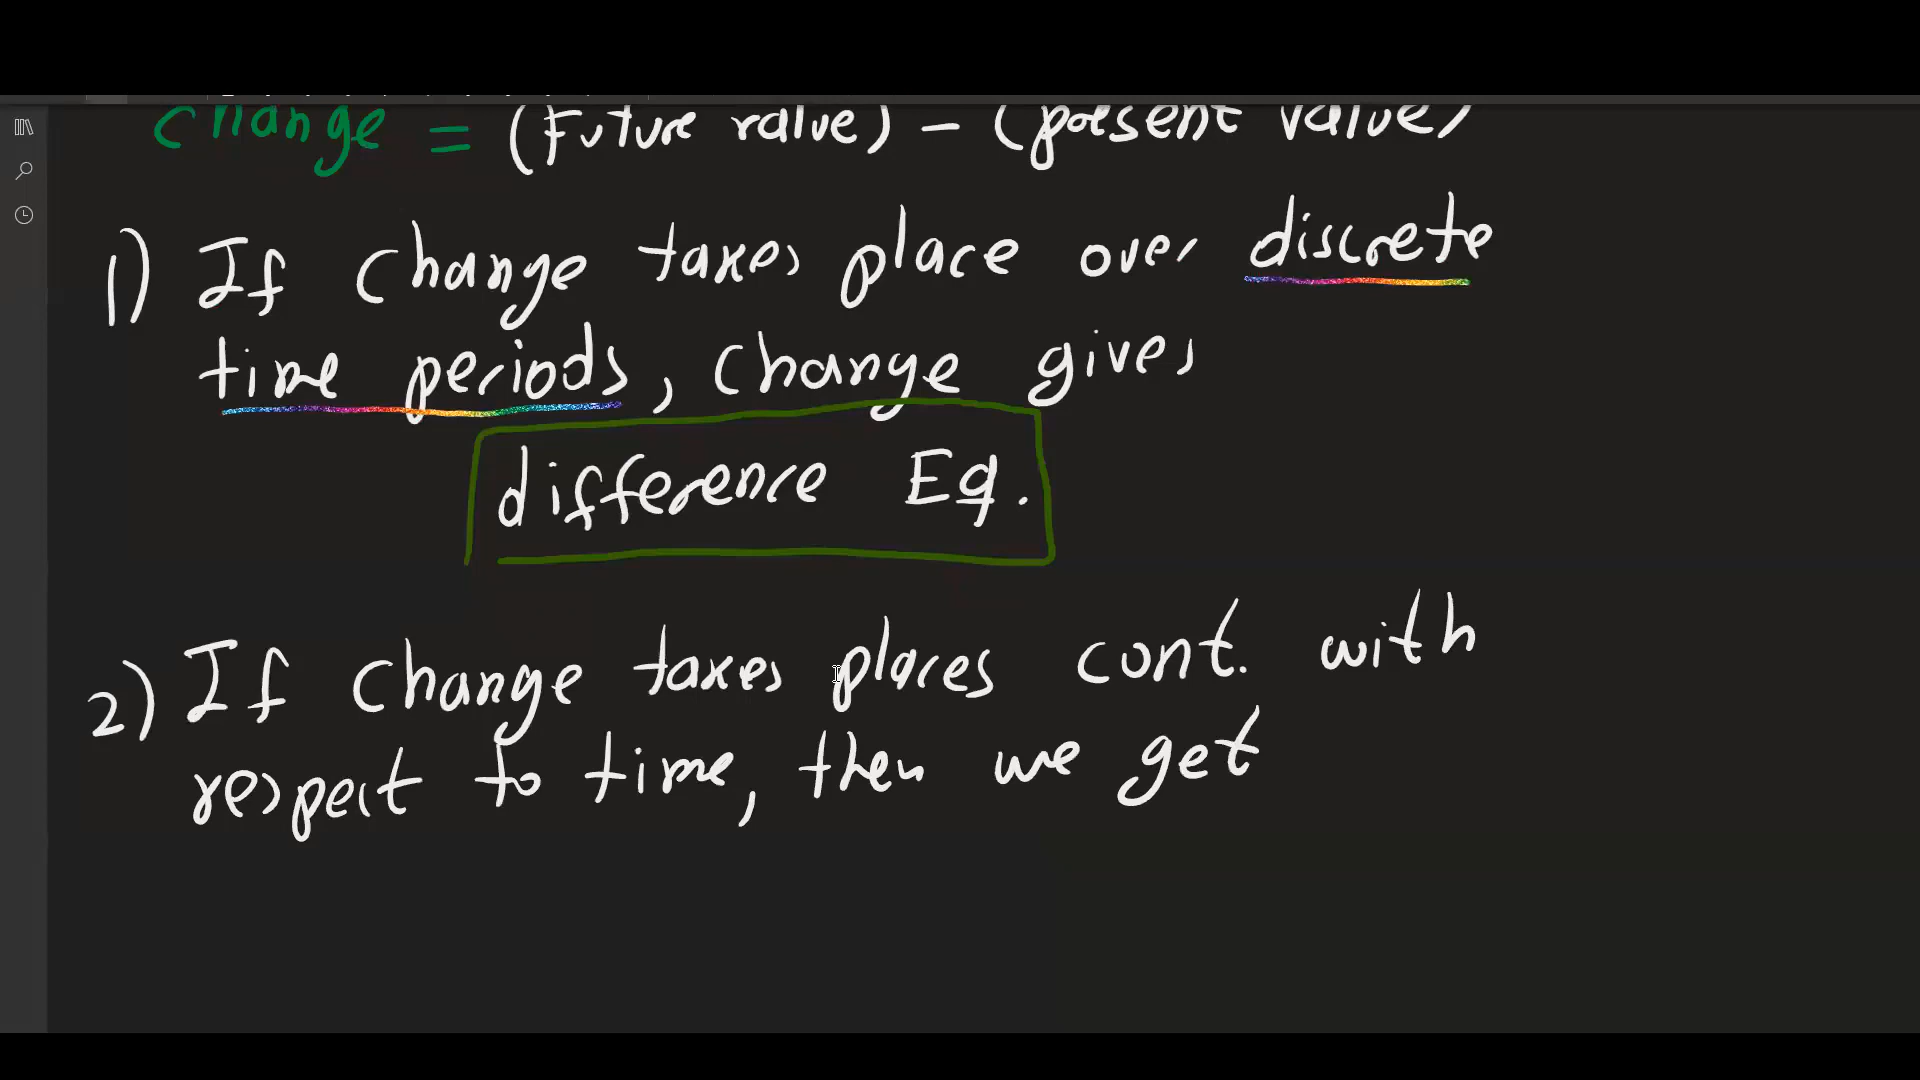 change = (Future value) - (present value)
1) If change takes place over discrete
time periods, change gives
difference Eq.
2) If change takes places cont. with
respect to time, then we get